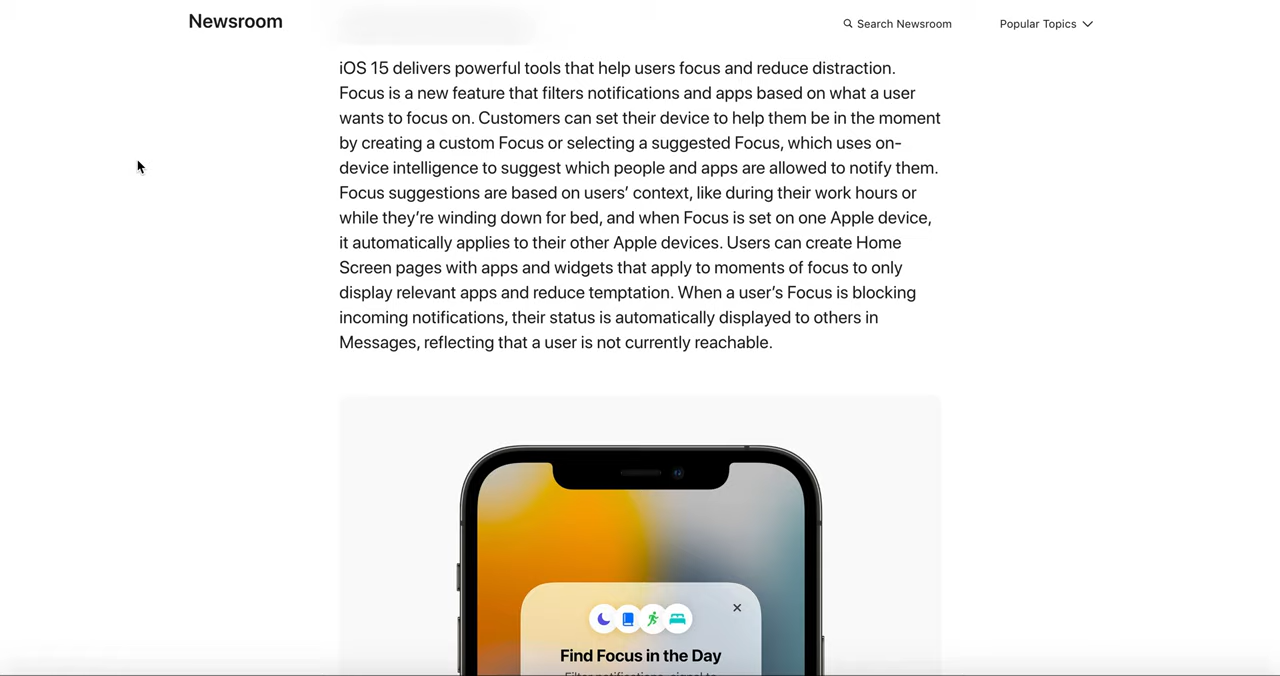 Newsroom
Search Newsroom
Popular Topics
iOS 15 delivers powerful tools that help users focus and reduce distraction.
Focus is a new feature that filters notifications and apps based on what a user
wants to focus on. Customers can set their device to help them be in the moment
by creating a custom Focus or selecting a suggested Focus, which uses on-
device intelligence to suggest which people and apps are allowed to notify them.
Focus suggestions are based on users’ context, like during their work hours or
while they’re winding down for bed, and when Focus is set on one Apple device,
it automatically applies to their other Apple devices. Users can create Home
Screen pages with apps and widgets that apply to moments of focus to only
display relevant apps and reduce temptation. When a user’s Focus is blocking
incoming notifications, their status is automatically displayed to others in
Messages, reflecting that a user is not currently reachable.
Find Focus in the Day
Filter notifications, signal to